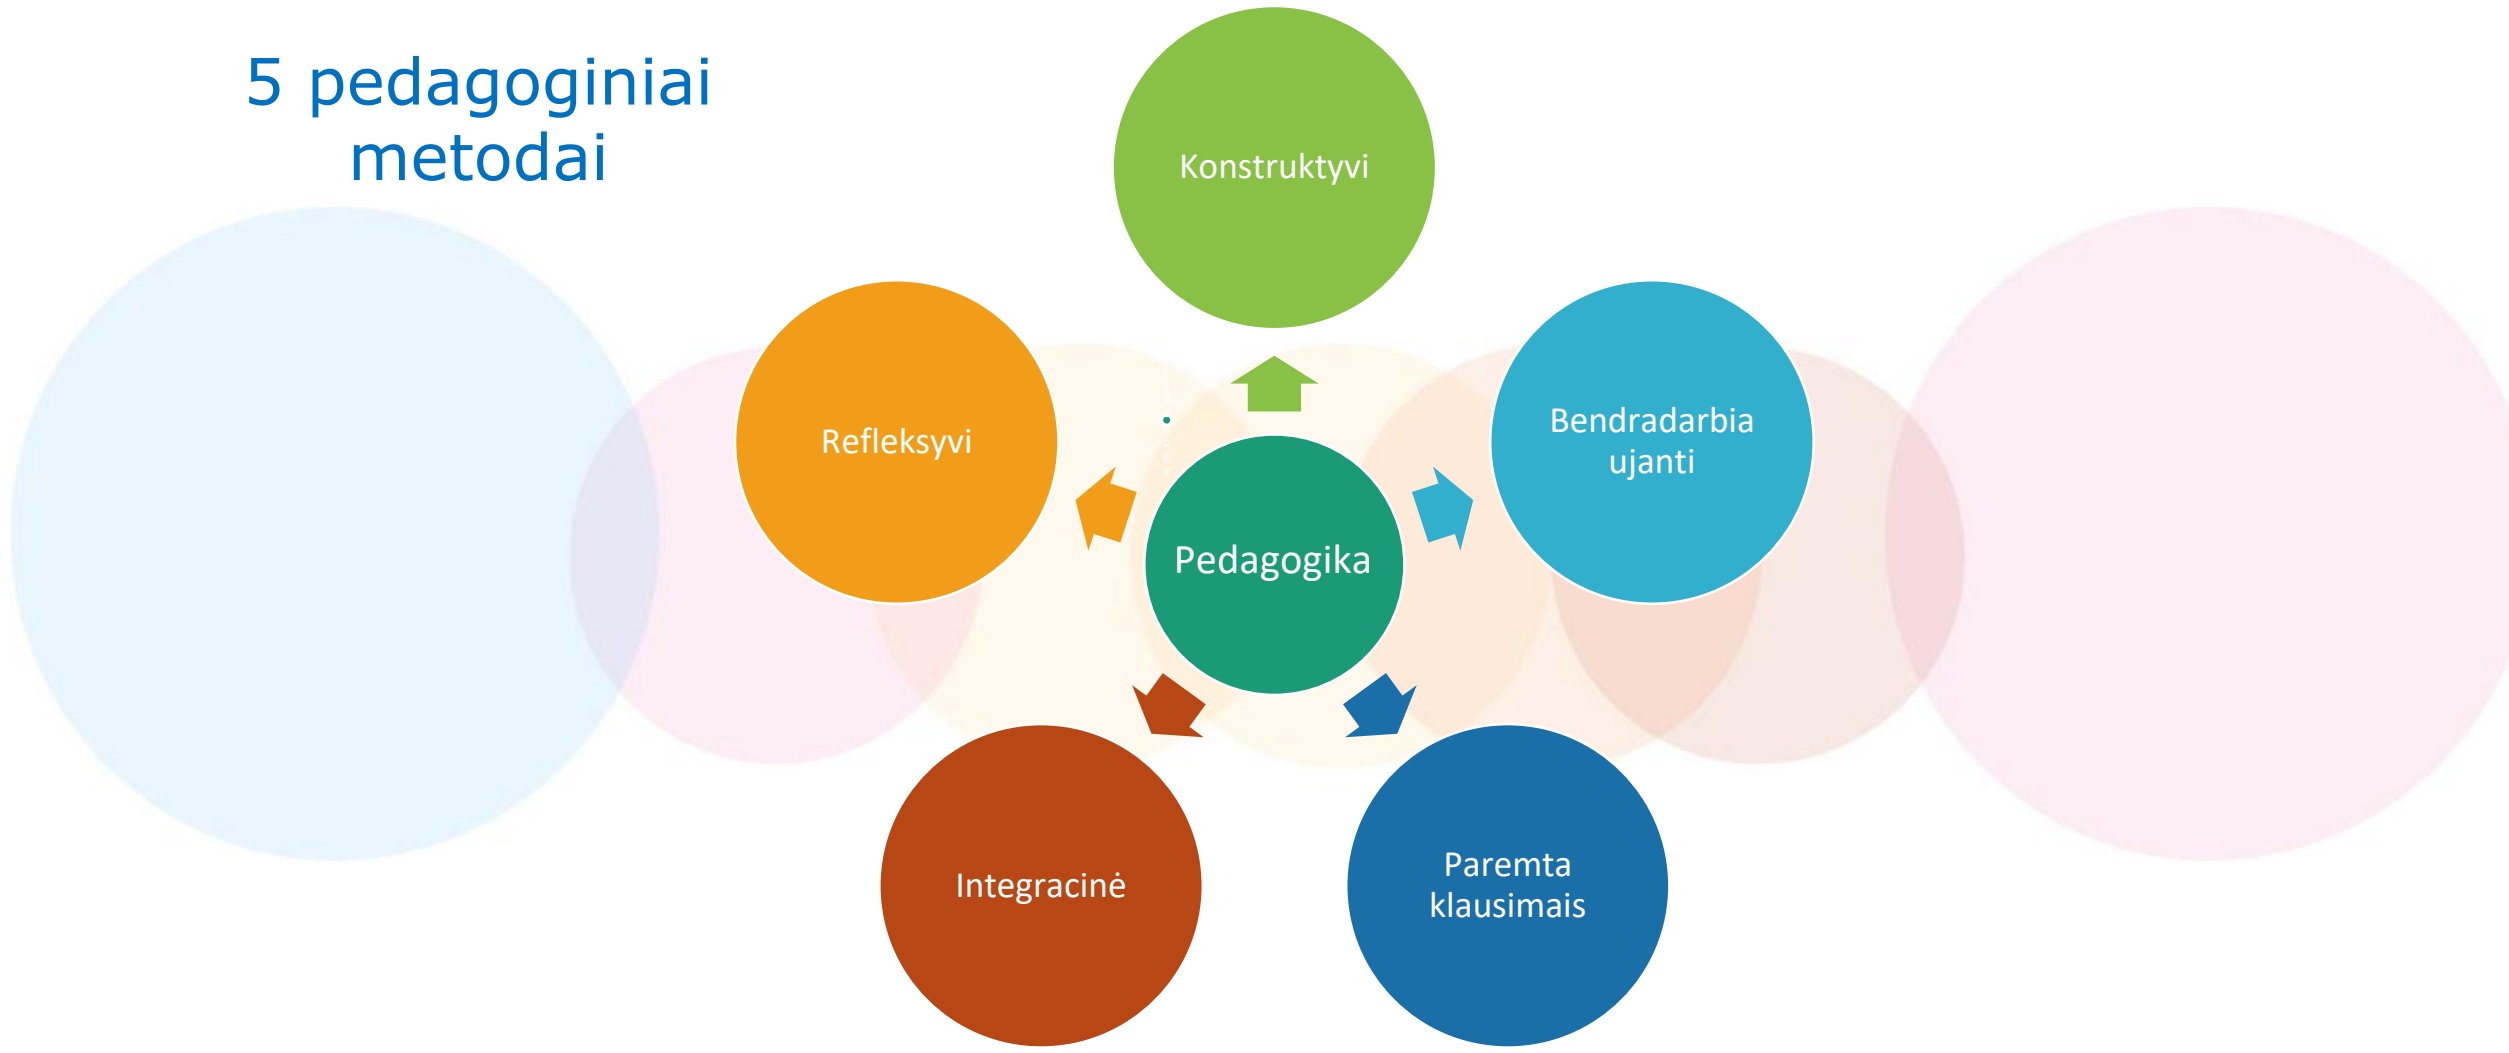 5 pedagoginiai
metodai
Konstruktyvi
Refleksyvi
Bendradarbia
ujanti
Pedagogika
Integracinė
Paremta
klausimais